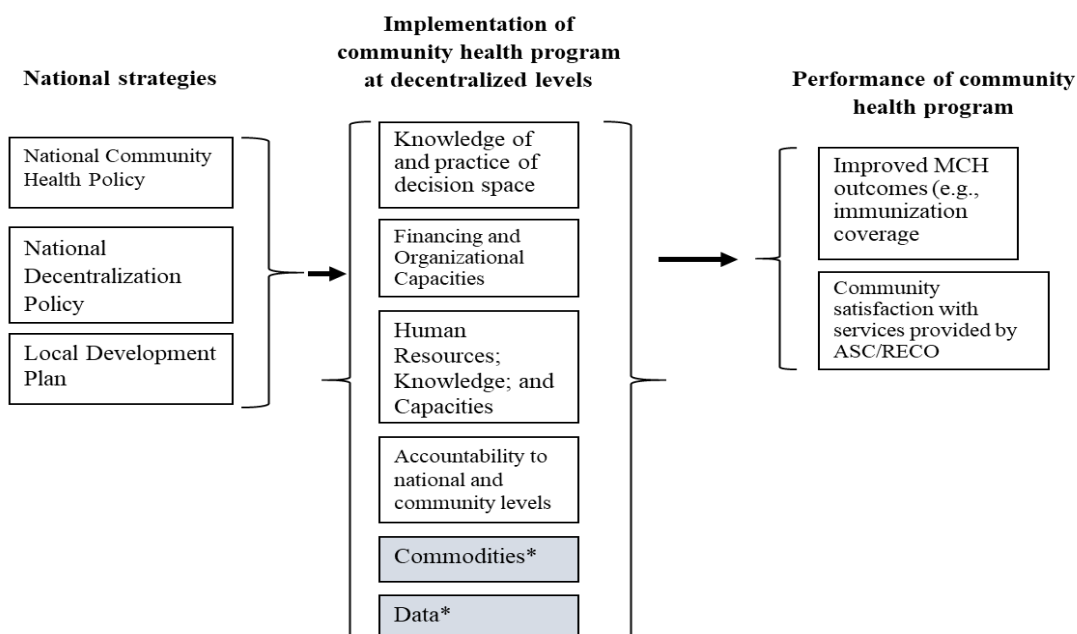 National strategies
National Community
Health Policy
National
Decentralization
Policy
Local Development
Plan
Implementation of
community health program
at decentralized levels
Knowledge of
and practice of
decision space
Financing and
Organizational
Capacities
Human
Resources;
Knowledge; and
Capacities
Accountability to
national and
community levels
Commodities*
Data*
Performance of community
health program
Improved MCH
outcomes (e.g.,
immunization
coverage
Community
satisfaction with
services provided by
ASC/RECO